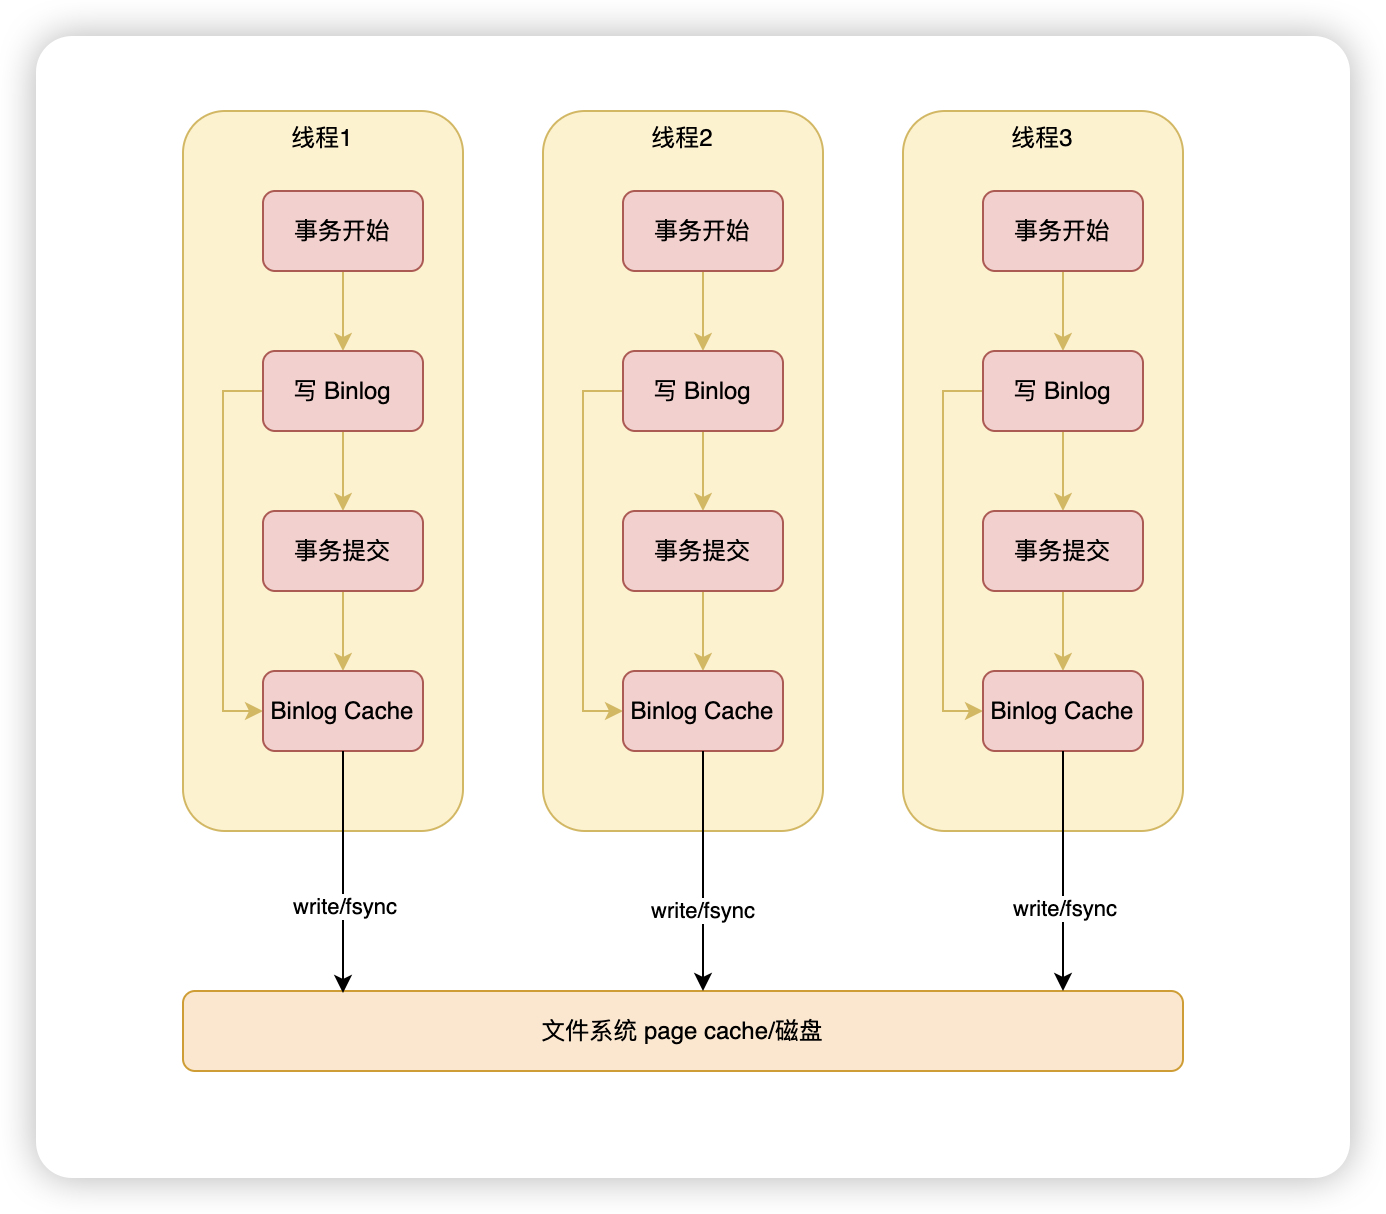 线程1
线程2
线程3
事务开始
事务开始
事务开始
写 Binlog
写 Binlog
写 Binlog
事务提交
事务提交
事务提交
Binlog Cache
Binlog Cache
Binlog Cache
write/fsync
write/fsync
write/fsync
文件系统 page cache/磁盘